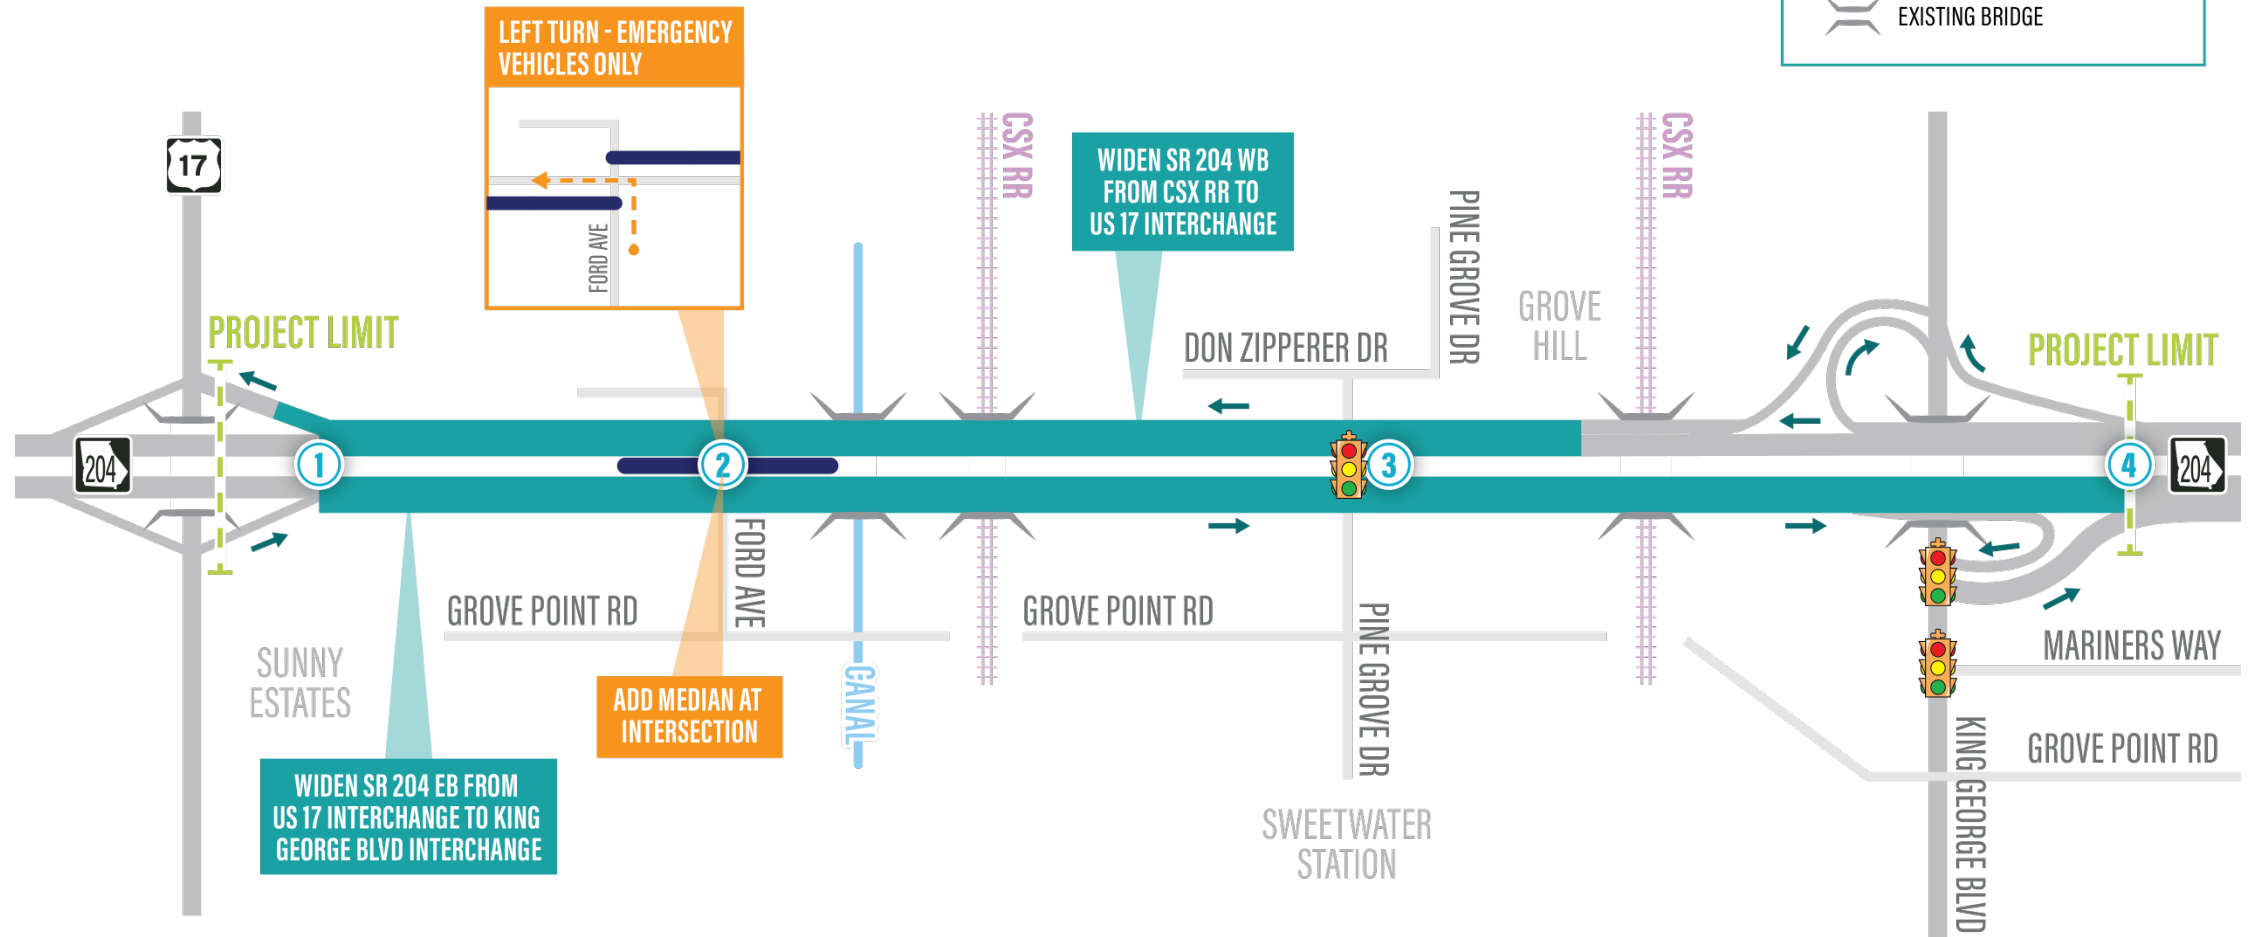 LEFT TURN - EMERGENCY
VEHICLES ONLY
FORD AVE
EXISTING BRIDGE
17
CSX RR
WIDEN SR 204 WB
FROM CSX RR TO
US 17 INTERCHANGE
CSX RR
PINE GROVE DR
GROVE
HILL
DON ZIPPERER DR
PROJECT LIMIT
PROJECT LIMIT
204
1
2
3
4
204
FORD AVE
GROVE POINT RD
GROVE POINT RD
PINE GROVE DR
MARINERS WAY
SUNNY
ESTATES
ADD MEDIAN AT
INTERSECTION
CANAL
KING GEORGE BLVD
GROVE POINT RD
WIDEN SR 204 EB FROM
US 17 INTERCHANGE TO KING
GEORGE BLVD INTERCHANGE
SWEETWATER
STATION